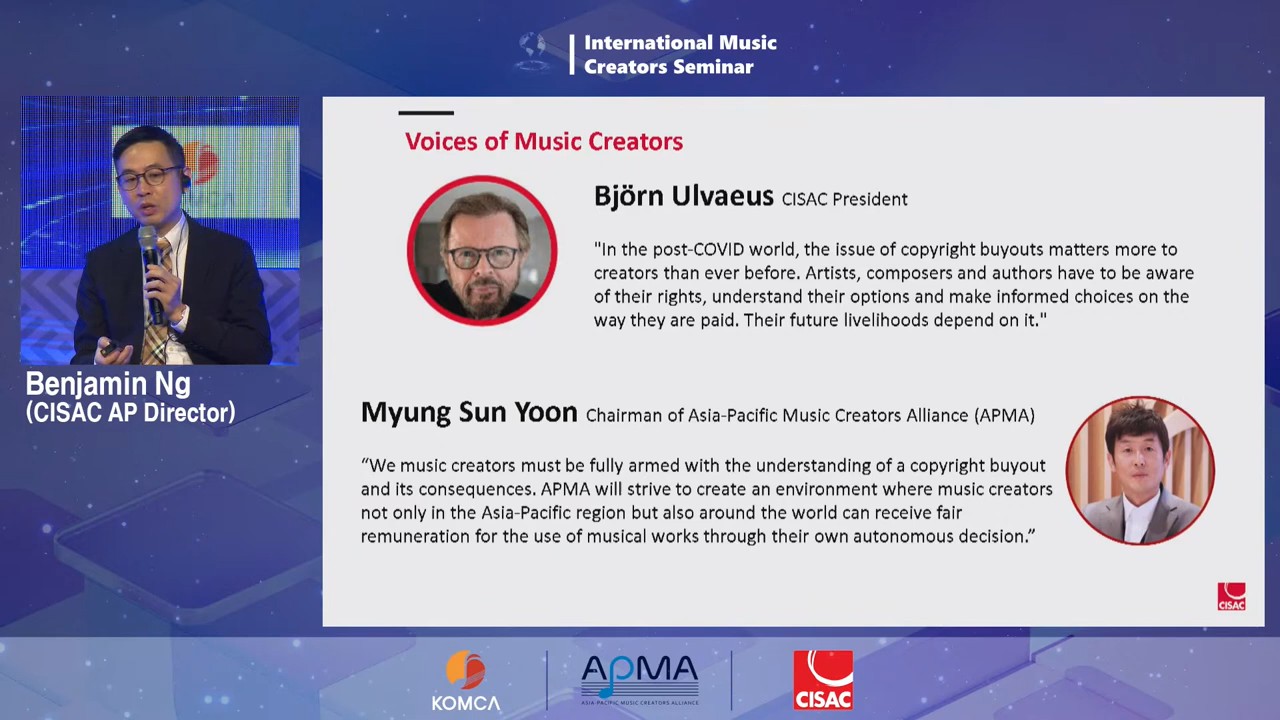 International Music
Creators Seminar
Voices of Music Creators
Björn Ulvaeus CISAC President
"In the post-COVID world, the issue of copyright buyouts matters more to
creators than ever before. Artists, composers and authors have to be aware
of their rights, understand their options and make informed choices on the
way they are paid. Their future livelihoods depend on it."
Benjamin Ng
(CISAC AP Director)
Myung Sun Yoon Chairman of Asia-Pacific Music Creators Alliance (APMA)
“We music creators must be fully armed with the understanding of a copyright buyout
and its consequences. APMA will strive to create an environment where music creators
not only in the Asia-Pacific region but also around the world can receive fair
remuneration for the use of musical works through their own autonomous decision.”
CISAC
KOMCA
APMA
ASIA-PACIFIC MUSIC CREATORS ALLIANCE
CISAC